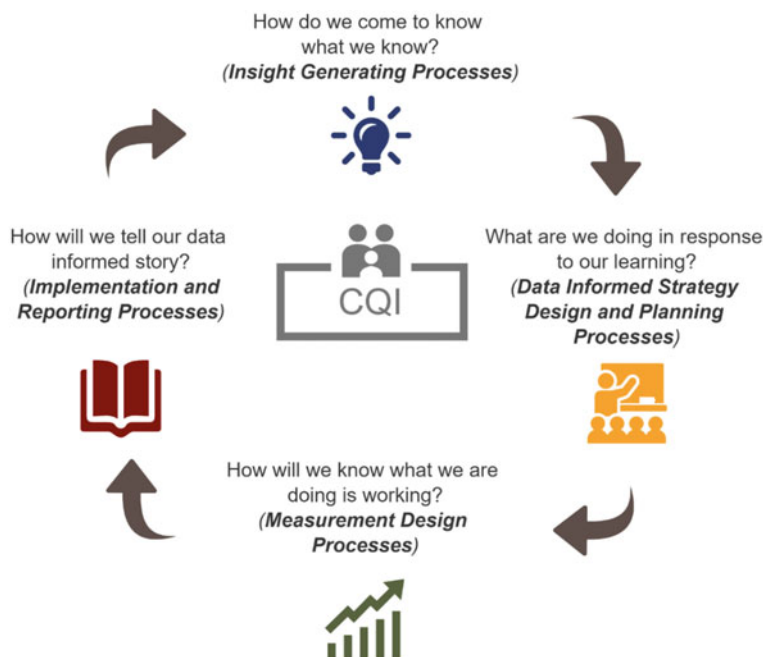 How do we come to know
what we know?
(Insight Generating Processes)
How will we tell our data
informed story?
(Implementation and
Reporting Processes)
CQI
What are we doing in response
to our learning?
(Data Informed Strategy
Design and Planning
Processes)
How will we know what we are
doing is working?
(Measurement Design
Processes)